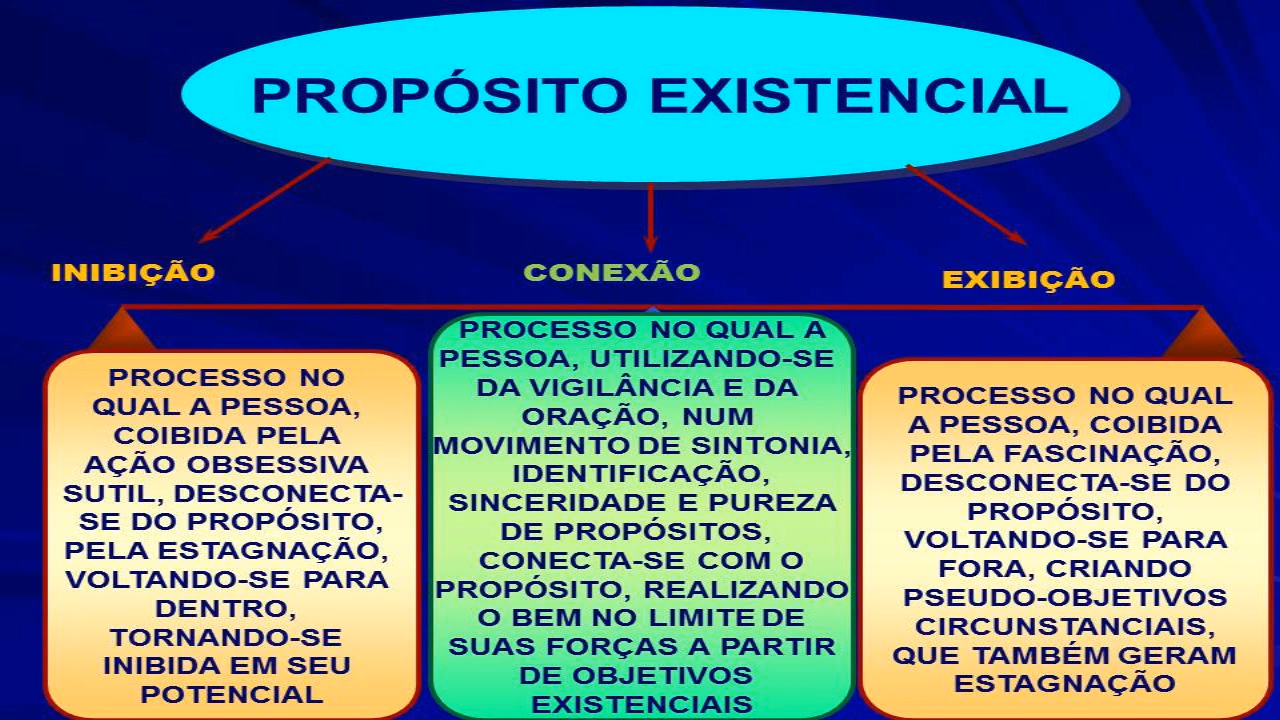 PROPÓSITO EXISTENCIAL
INIBIÇÃO
CONEXÃO
EXIBIÇÃO
PROCESSO NO
QUAL A PESSOA,
COIBIDA PELA
AÇÃO OBSESSIVA
SUTIL, DESCONECTA-
SE DO PROPÓSITO,
PELA ESTAGNAÇÃO,
VOLTANDO-SE PARA
DENTRO,
TORNANDO-SE
INIBIDA EM SEU
POTENCIAL
PROCESSO NO QUAL A
PESSOA, UTILIZANDO-SE
DA VIGILÂNCIA E DA
ORAÇÃO, NUM
MOVIMENTO DE SINTONIA,
IDENTIFICAÇÃO,
SINCERIDADE E PUREZA
DE PROPÓSITOS,
CONECTA-SE COM O
PROPÓSITO, REALIZANDO
O BEM NO LIMITE DE
SUAS FORÇAS A PARTIR
DE OBJETIVOS
EXISTENCIAIS
PROCESSO NO QUAL
A PESSOA, COIBIDA
PELA FASCINAÇÃO,
DESCONECTA-SE DO
PROPÓSITO,
VOLTANDO-SE PARA
FORA, CRIANDO
PSEUDO-OBJETIVOS
CIRCUNSTANCIAIS,
QUE TAMBÉM GERAM
ESTAGNAÇÃO